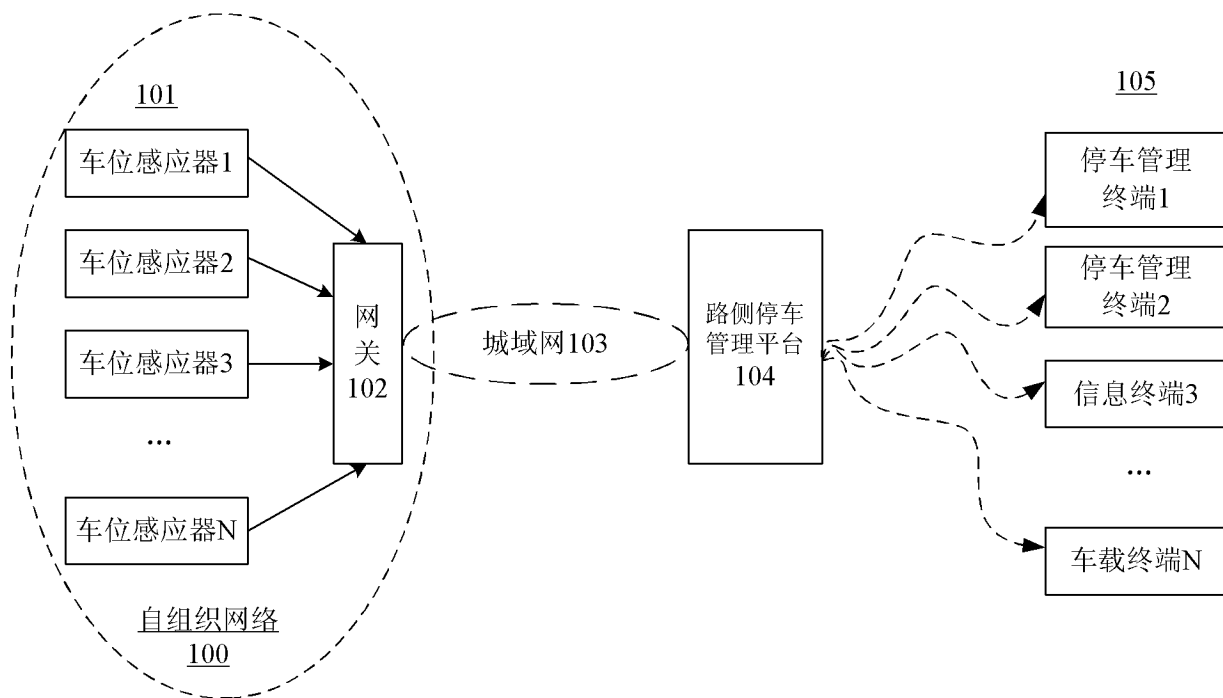 101
车位感应器1
车位感应器2
车位感应器3
...
车位感应器N
自组织网络
100
网
关
102
城域网103
路侧停车
管理平台
104
105
停车管理
终端1
停车管理
终端2
信息终端3
...
车载终端N